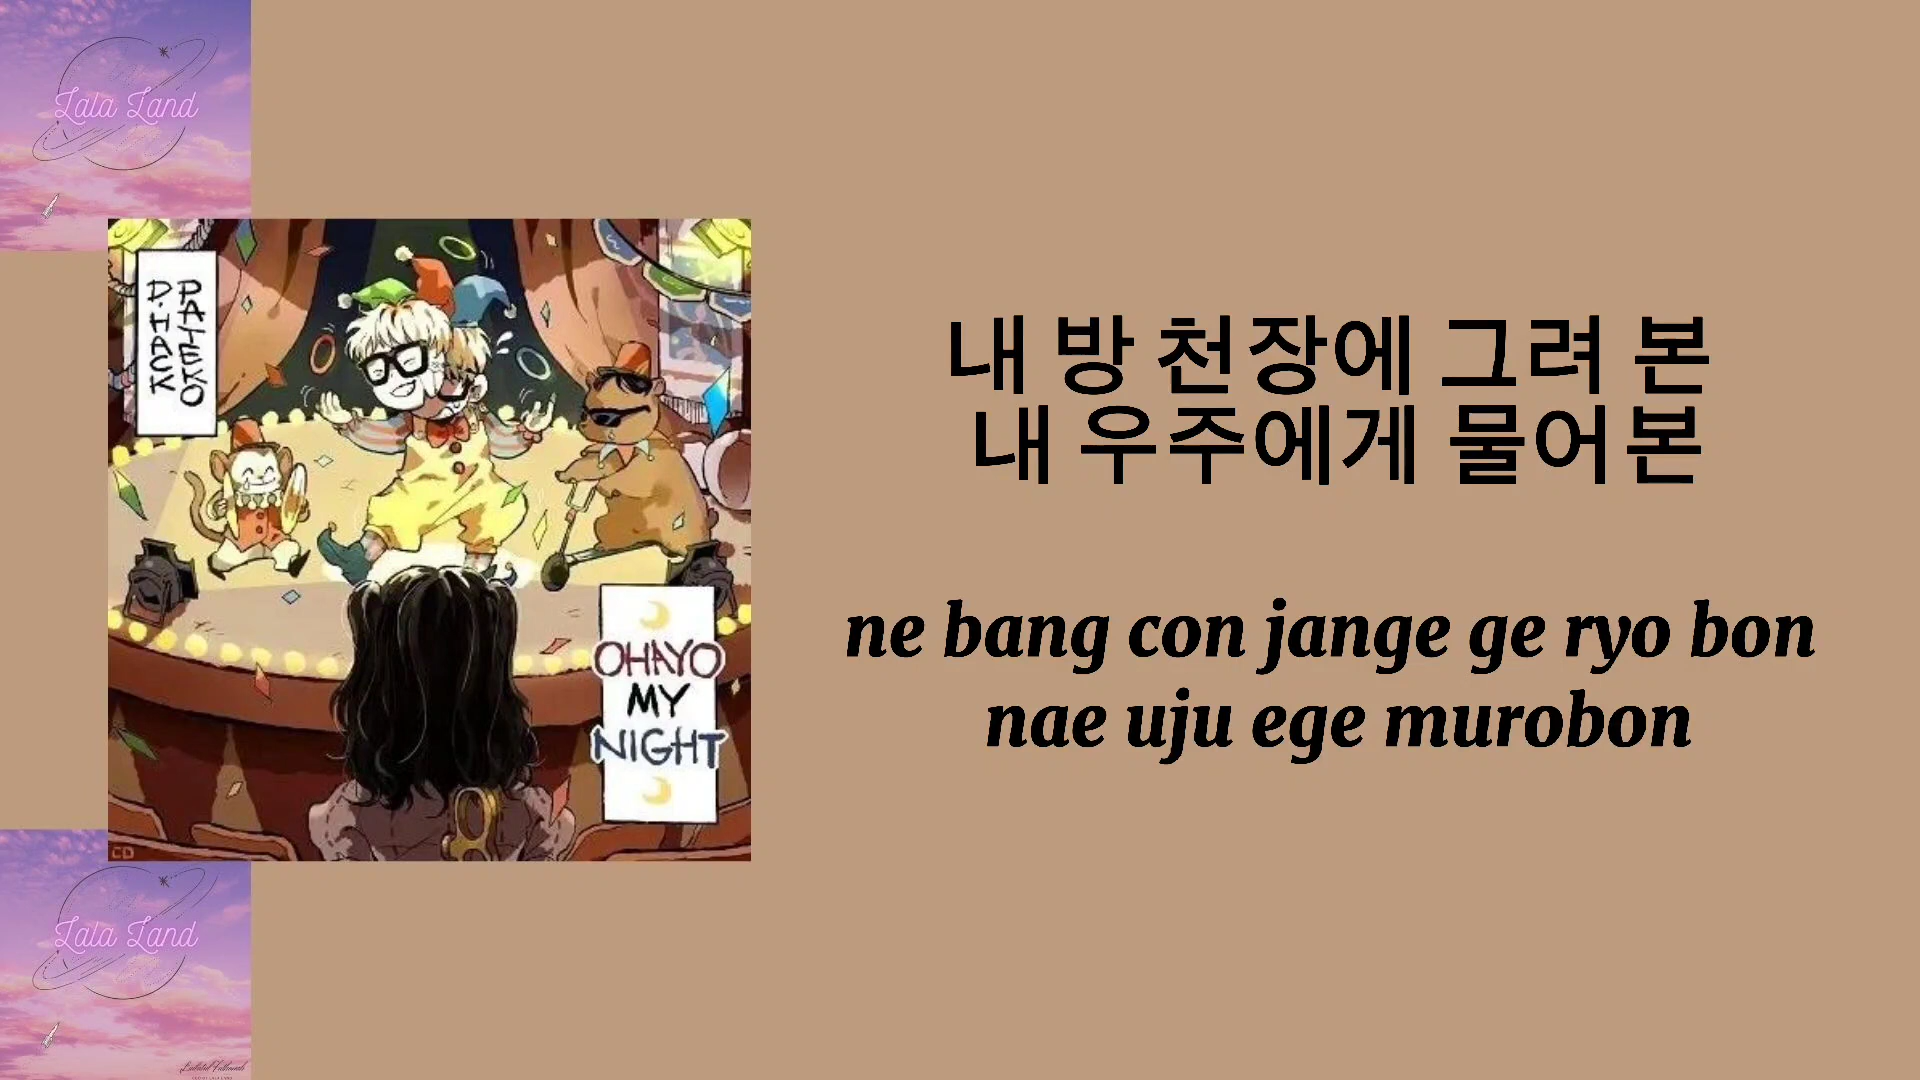 Lala Land
D.HACK
PATEKO
OHAYO
MY
NIGHT
CD
내 방 천장에 그려 본
내 우주에게 물어본
ne bang con jange ge ryo bon
nae uju ege murobon
Lala Land